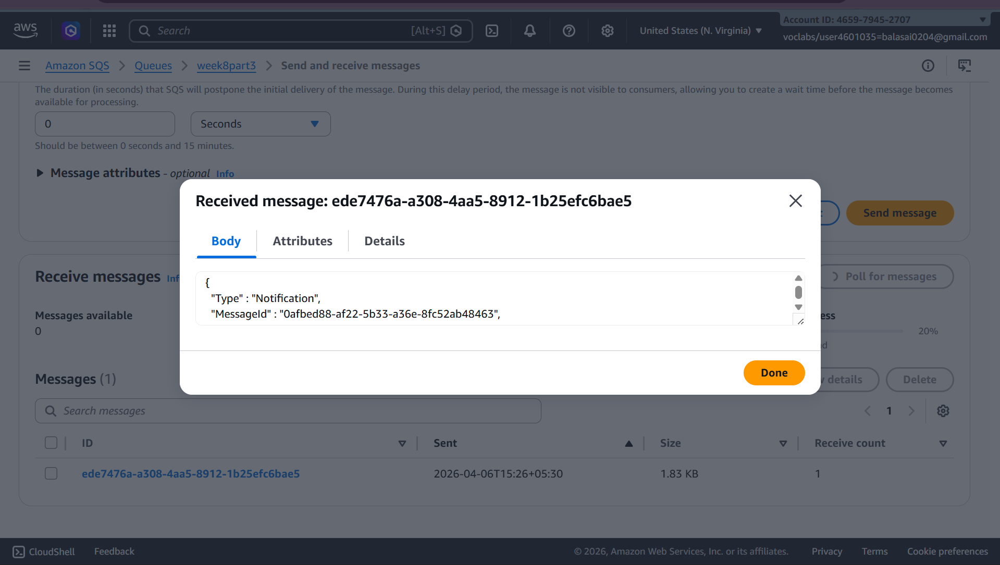 aws
Search
[Alt+S]
United States (N. Virginia)
Account ID: 4659-7945-2707
voclabs/user4601035=balasai0204@gmail.com
Amazon SQS
Queues
week8part3
Send and receive messages
The duration (in seconds) that SQS will postpone the initial delivery of the message. During this delay period, the message is not visible to consumers, allowing you to create a wait time before the message becomes
available for processing.
0
Seconds
Should be between 0 seconds and 15 minutes.
Message attributes - optional Info
Send message
Received message: ede7476a-a308-4aa5-8912-1b25efc6bae5
Body
Attributes
Details
{
"Type" : "Notification",
"MessageId" : "0afbed88-af22-5b33-a36e-8fc52ab48463",
Done
Receive messages
Poll for messages
Messages available
0
20%
Messages (1)
details
Delete
Search messages
1
ID
Sent
Size
Receive count
ede7476a-a308-4aa5-8912-1b25efc6bae5
2026-04-06T15:26+05:30
1.83 KB
1
CloudShell
Feedback
© 2026, Amazon Web Services, Inc. or its affiliates.
Privacy
Terms
Cookie preferences